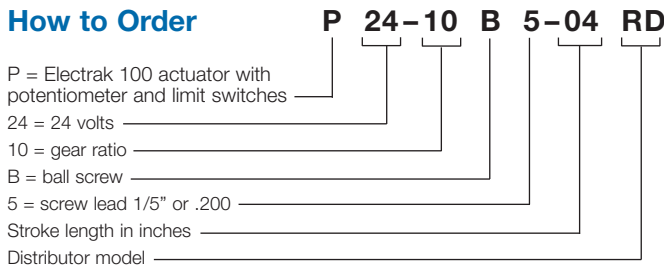 How to Order P 24–10 B 5–04 RD
P = Electrak 100 actuator with
potentiometer and limit switches
24 = 24 volts
10 = gear ratio
B = ball screw
5 = screw lead 1/5" or .200
Stroke length in inches
Distributor model